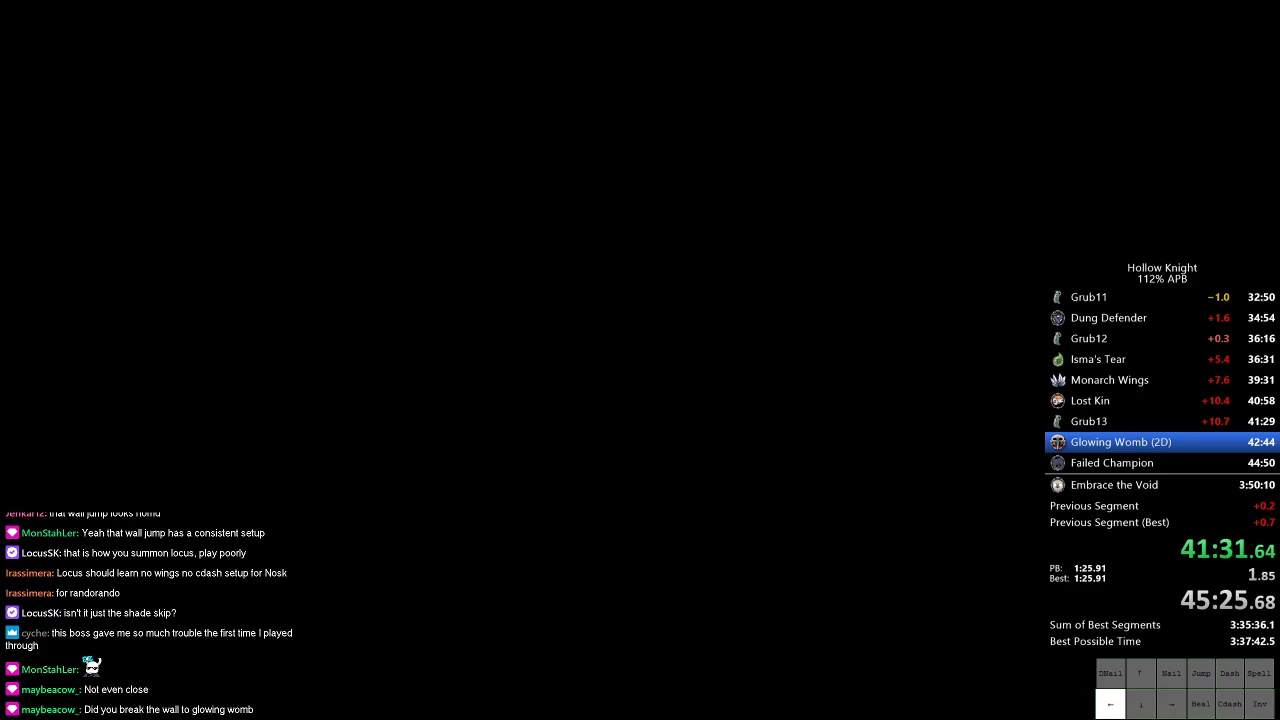 Hollow Knight
112% APB
Grub11 −1.0 32:50
Dung Defender +1.6 34:54
Grub12 +0.3 36:16
Isma's Tear +5.4 36:31
Monarch Wings +7.6 39:31
Lost Kin +10.4 40:58
Grub13 +10.7 41:29
Glowing Womb (2D) 42:44
Failed Champion 44:50
Embrace the Void 3:50:10
Previous Segment +0.2
Previous Segment (Best) +0.7
41:31.64
PB: 1:25.91
Best: 1:25.91
1.85
45:25.68
Sum of Best Segments 3:35:36.1
Best Possible Time 3:37:42.5
DNail ↑ Nail Jump Dash Spell
← ↓ → Heal Cdash Inv
that wall jump looks
MonStahLer: Yeah that wall jump has a consistent setup
LocusSK: that is how you summon locus, play poorly
Irassimera: Locus should learn no wings no cdash setup for Nosk
Irassimera: for randorando
LocusSK: isn't it just the shade skip?
cyche: this boss gave me so much trouble the first time I played
through
MonStahLer:
maybeacow_: Not even close
maybeacow_: Did you break the wall to glowing womb